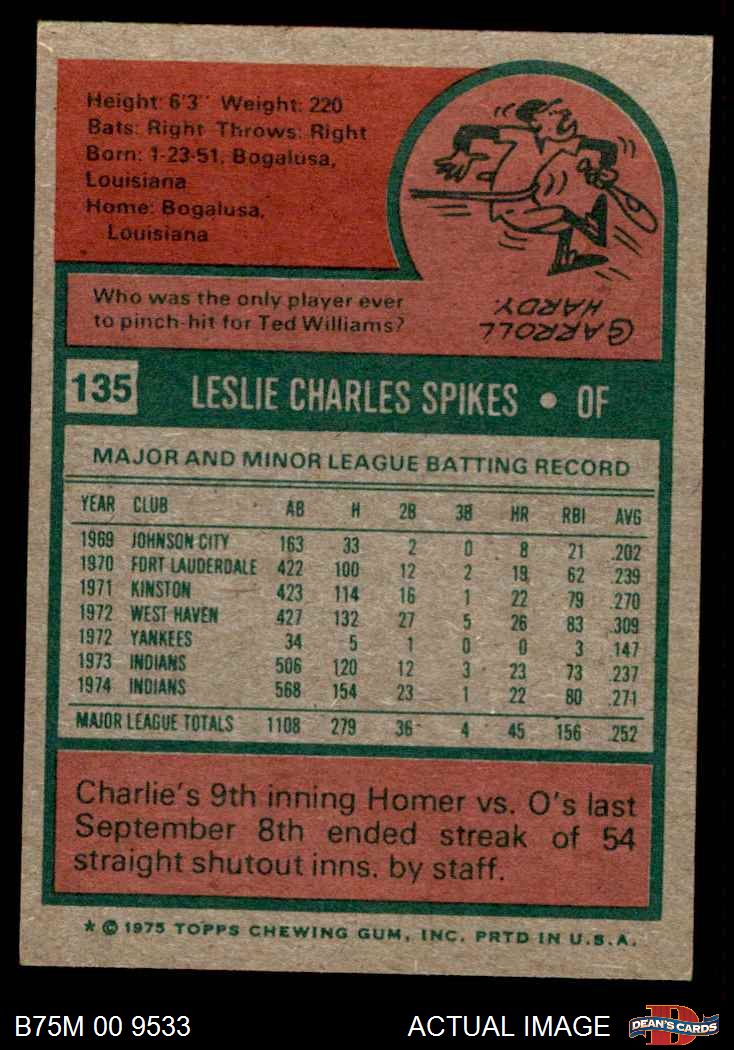 Height: 6'3" Weight: 220
Bats: Right Throws: Right
Born: 1-23-51, Bogalusa,
Louisiana
Home: Bogalusa,
Louisiana
Who was the only player ever
to pinch-hit for Ted Williams?
CARROLL
HARDY.
135 LESLIE CHARLES SPIKES • OF
MAJOR AND MINOR LEAGUE BATTING RECORD
YEAR CLUB AB H 2B 3B HR RBI AVG
1969 JOHNSON CITY 163 33 2 0 8 21 .202
1970 FORT LAUDERDALE 422 100 12 2 19 62 .239
1971 KINSTON 423 114 16 1 22 79 .270
1972 WEST HAVEN 427 132 27 5 26 83 .309
1972 YANKEES 34 5 1 0 0 3 .147
1973 INDIANS 506 120 12 3 23 73 .237
1974 INDIANS 568 154 23 1 22 80 .271
MAJOR LEAGUE TOTALS 1108 279 36 4 45 156 .252
Charlie's 9th inning Homer vs. O's last
September 8th ended streak of 54
straight shutout inns. by staff.
* © 1975 TOPPS CHEWING GUM, INC. PRTD IN U.S.A.
B75M 00 9533 ACTUAL IMAGE
B
DEAN'S CARDS